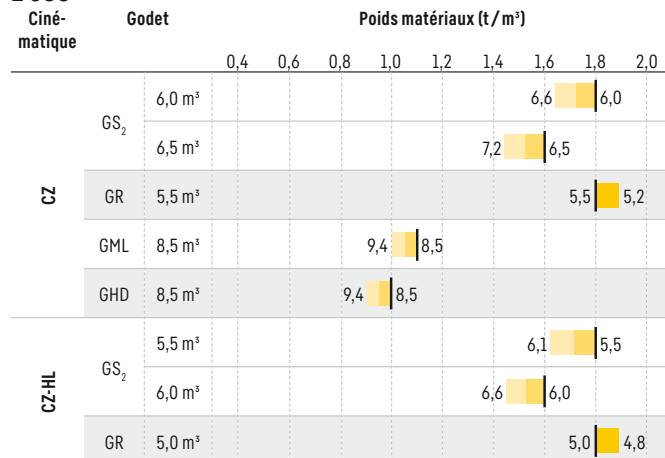 Ciné-
matique
Godet
Poids matériaux (t / m³)
0,4 0,6 0,8 1,0 1,2 1,4 1,6 1,8 2,0
CZ
GS₂
6,0 m³ 6,6 6,0
6,5 m³ 7,2 6,5
GR 5,5 m³ 5,5 5,2
GML 8,5 m³ 9,4 8,5
GHD 8,5 m³ 9,4 8,5
CZ-HL
GS₂
5,5 m³ 6,1 5,5
6,0 m³ 6,6 6,0
GR 5,0 m³ 5,0 4,8